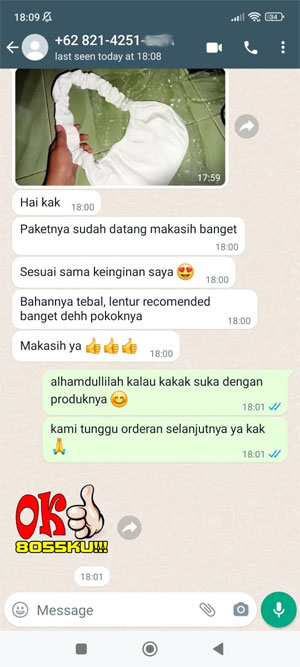 18:09
34
+62 821-4251-
last seen today at 18:08
17:59
Hai kak
18:00
Paketnya sudah datang makasih banget
18:00
Sesuai sama keinginan saya 😍
18:00
Bahannya tebal, lentur recomended
banget dehh pokoknya
18:00
Makasih ya 👍👍👍
18:00
alhamdullilah kalau kakak suka dengan
produknya 😊
18:01
kami tunggu orderan selanjutnya ya kak
🙏
18:01
OK
BOSSKU!!!
18:01
Message